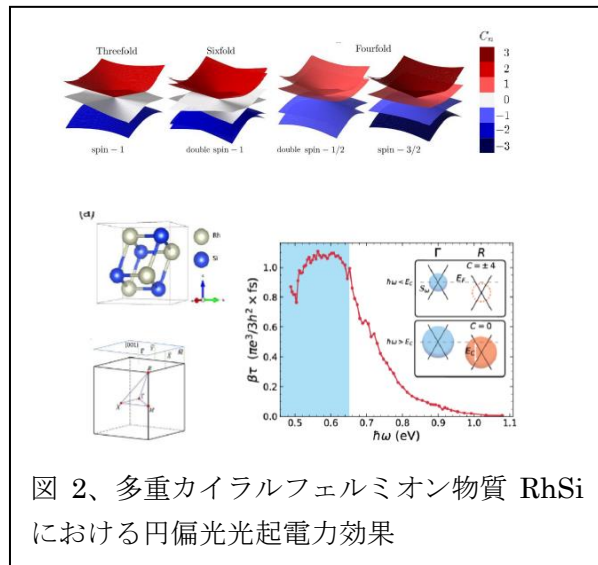 Threefold Sixfold Fourfold
C_n
3
2
1
0
−1
−2
−3
spin − 1 double spin − 1 double spin − 1/2 spin − 3/2
(a)
Rh
Si
[001]
R
X
M
Γ R
ħω < E_C
S_ω
E_F
C = ± 4
ħω > E_C
E_C
C = 0
βτ (πe³/3h² × fs)
1.0
0.8
0.6
0.4
0.2
0.0
0.5 0.6 0.7 0.8 0.9 1.0 1.1
ħω (eV)
図 2、多重カイラルフェルミオン物質 RhSi
における円偏光光起電力効果